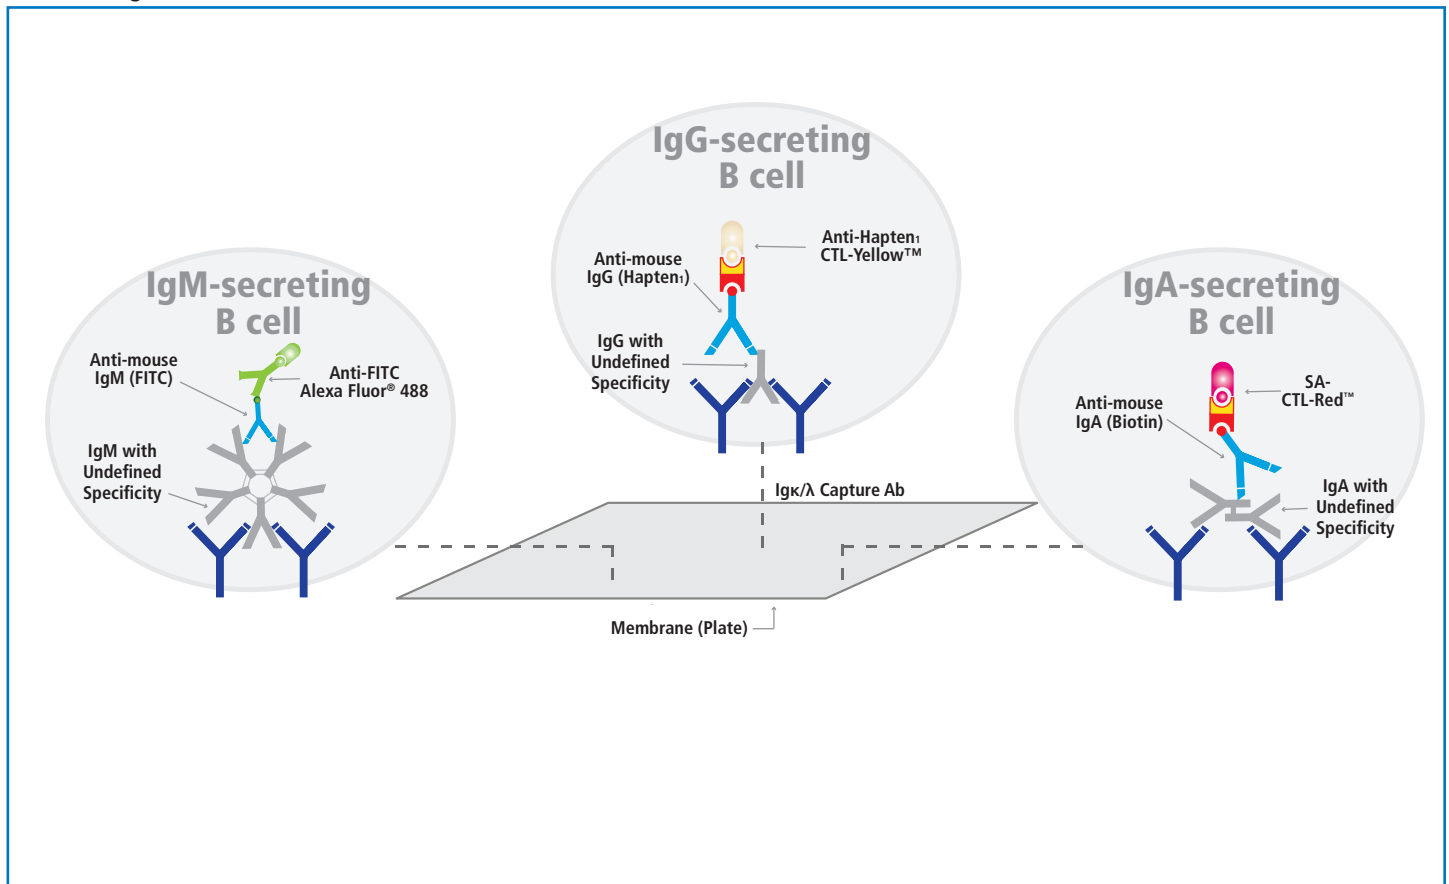 IgG-secreting
B cell
Anti-Hapten₁
CTL-Yellow™
Anti-mouse
IgG (Hapten₁)
IgG with
Undefined
Specificity
IgM-secreting
B cell
Anti-mouse
IgM (FITC)
Anti-FITC
Alexa Fluor® 488
IgM with
Undefined
Specificity
IgA-secreting
B cell
SA-
CTL-Red™
Anti-mouse
IgA (Biotin)
IgA with
Undefined
Specificity
Igκ/λ Capture Ab
Membrane (Plate)